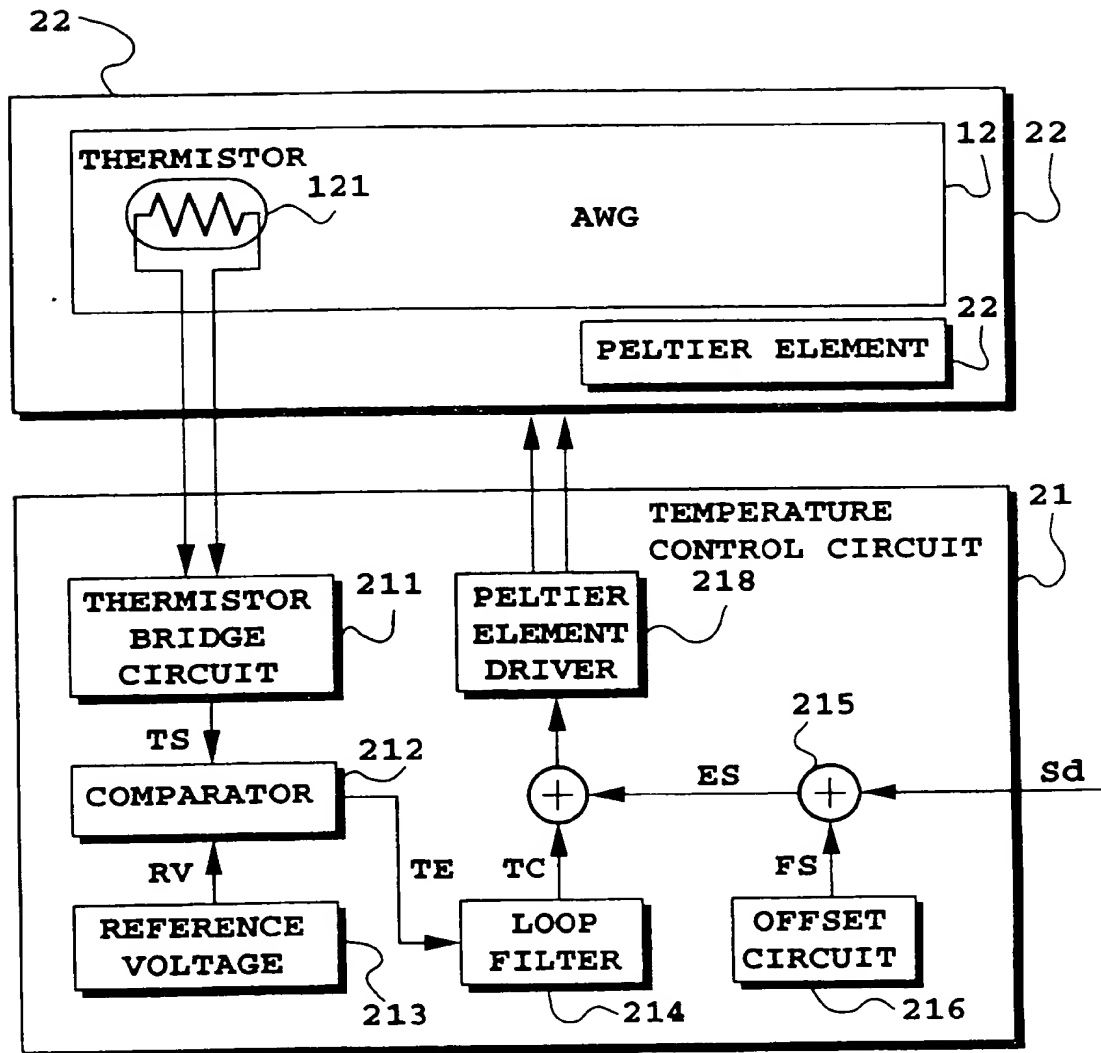 22
THERMISTOR
121
AWG
12
22
22
PELTIER ELEMENT
TEMPERATURE
CONTROL CIRCUIT
21
THERMISTOR
BRIDGE
CIRCUIT
211
PELTIER
ELEMENT
DRIVER
218
TS
COMPARATOR
212
ES
215
Sd
RV
TE
TC
FS
REFERENCE
VOLTAGE
213
LOOP
FILTER
214
OFFSET
CIRCUIT
216